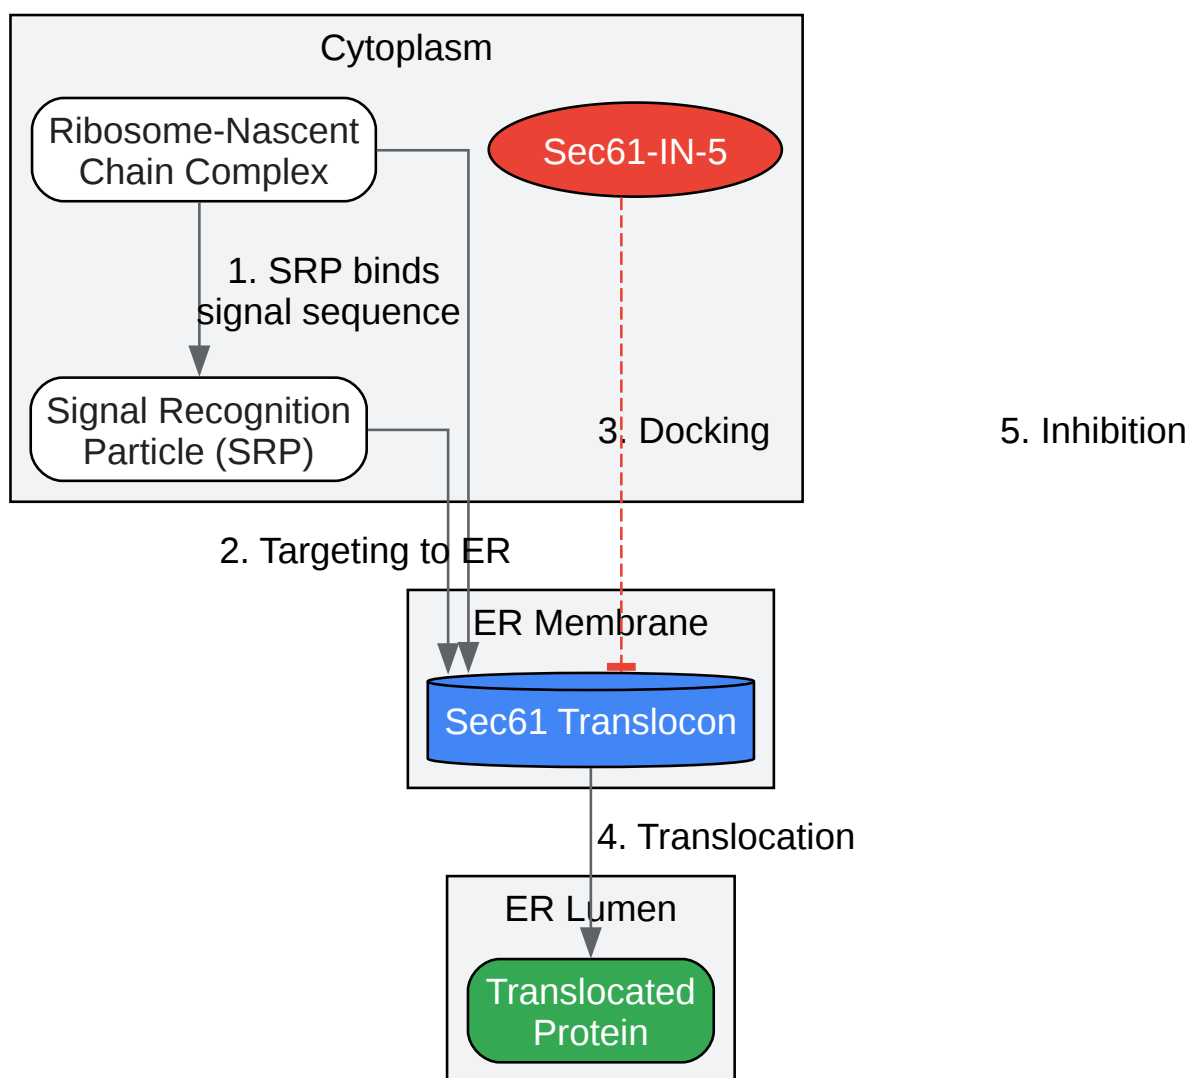 Cytoplasm
Ribosome-Nascent
Chain Complex
Sec61-IN-5
1. SRP binds
signal sequence
Signal Recognition
Particle (SRP)
3. Docking
5. Inhibition
2. Targeting to ER
ER Membrane
Sec61 Translocon
4. Translocation
ER Lumen
Translocated
Protein